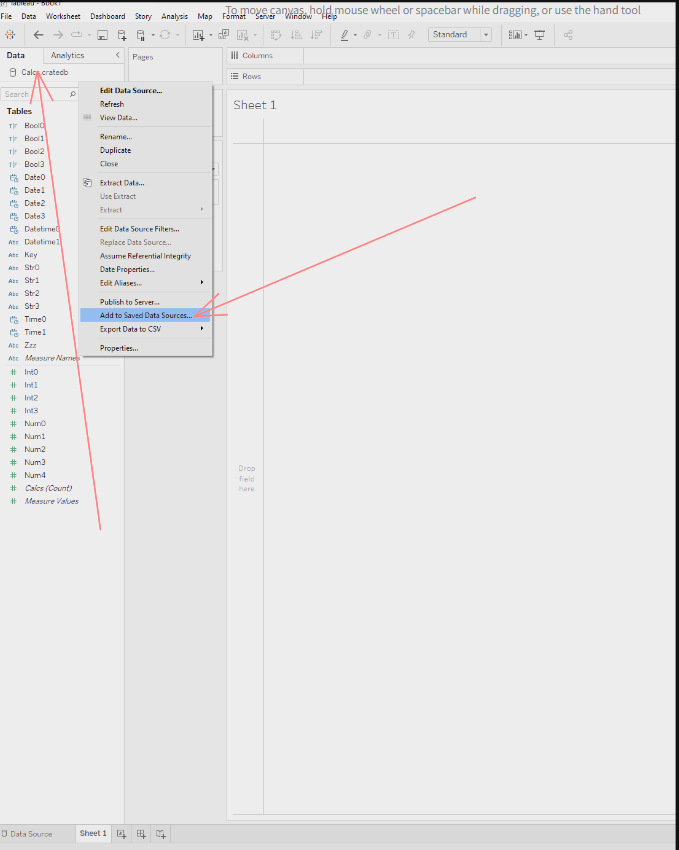 Tableau - Book1
To move canvas, hold mouse wheel or spacebar while dragging, or use the hand tool
File Data Worksheet Dashboard Story Analysis Map Format Server Window Help
Standard
Data Analytics
Pages
Columns
Rows
Calcs cratedb
Search
Tables
Bool0
Bool1
Bool2
Bool3
Date0
Date1
Date2
Date3
Datetime0
Datetime1
Key
Str0
Str1
Str2
Str3
Time0
Time1
Zzz
Measure Names
Int0
Int1
Int2
Int3
Num0
Num1
Num2
Num3
Num4
Calcs (Count)
Measure Values
Edit Data Source...
Refresh
View Data...
Rename...
Duplicate
Close
Extract Data...
Use Extract
Extract
Edit Data Source Filters...
Replace Data Source...
Assume Referential Integrity
Date Properties...
Edit Aliases...
Publish to Server...
Add to Saved Data Sources...
Export Data to CSV
Properties...
Sheet 1
Drop
field
here
Data Source Sheet 1